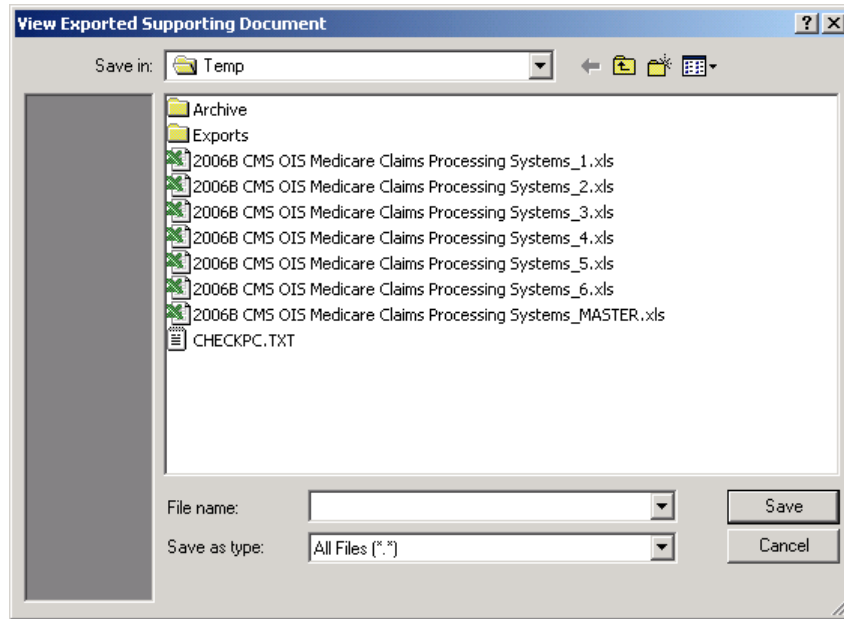 View Exported Supporting Document
Save in: Temp
Archive
Exports
2006B CMS OIS Medicare Claims Processing Systems_1.xls
2006B CMS OIS Medicare Claims Processing Systems_2.xls
2006B CMS OIS Medicare Claims Processing Systems_3.xls
2006B CMS OIS Medicare Claims Processing Systems_4.xls
2006B CMS OIS Medicare Claims Processing Systems_5.xls
2006B CMS OIS Medicare Claims Processing Systems_6.xls
2006B CMS OIS Medicare Claims Processing Systems_MASTER.xls
CHECKPC.TXT
File name: Save
Save as type: All Files (*.*) Cancel